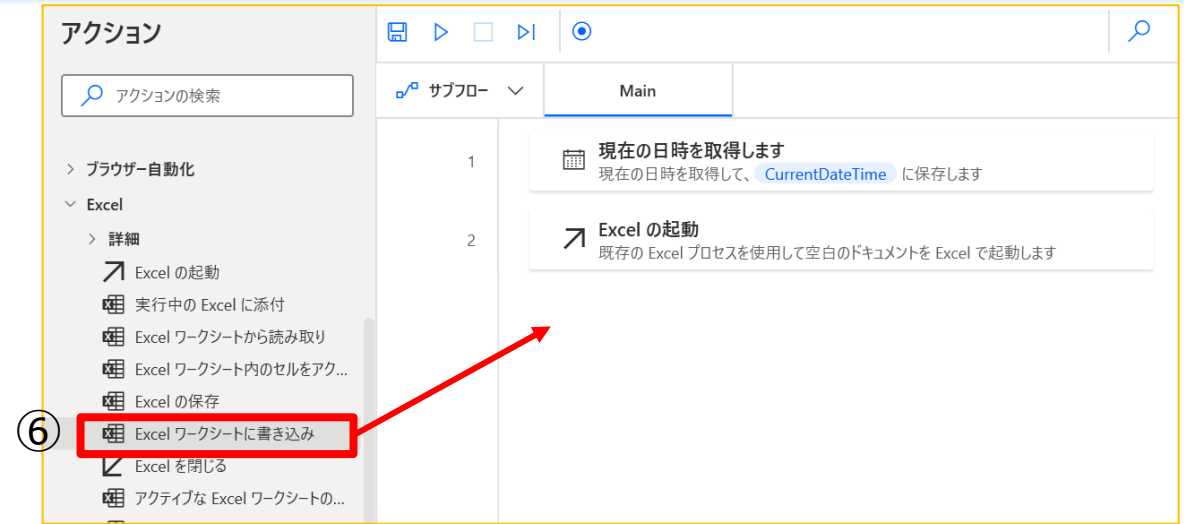 アクション
アクションの検索
ブラウザー自動化
Excel
詳細
Excel の起動
実行中の Excel に添付
Excel ワークシートから読み取り
Excel ワークシート内のセルをアク...
Excel の保存
⑥
Excel ワークシートに書き込み
Excel を閉じる
アクティブな Excel ワークシートの...
サブフロー
Main
1
現在の日時を取得します
現在の日時を取得して、 CurrentDateTime に保存します
2
Excel の起動
既存の Excel プロセスを使用して空白のドキュメントを Excel で起動します